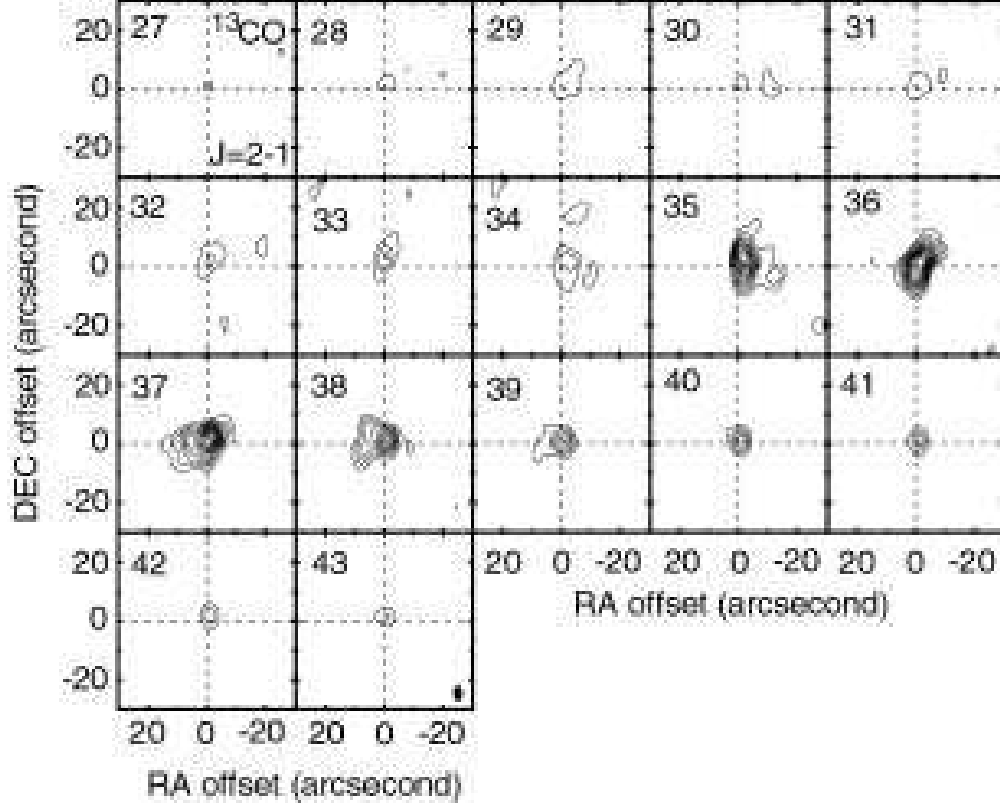 20 27 ¹³CO 28 29 30 31
0
-20 J=2-1
20 32 33 34 35 36
0
-20
20 37 38 39 40 41
0
-20
20 42 43 20 0 -20 20 0 -20 20 0 -20
0 RA offset (arcsecond)
-20
20 0 -20 20 0 -20
RA offset (arcsecond)
DEC offset (arcsecond)